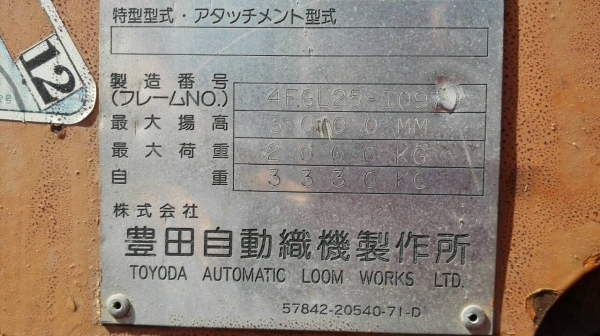 特型型式・アタッチメント型式
12
製造番号
(フレームNO.) 4FGL25-109
最大揚高 3000MM
最大荷重 2060KG
自重 3330KG
株式会社
豊田自動織機製作所
TOYODA AUTOMATIC LOOM WORKS LTD.
57842-20540-71-D